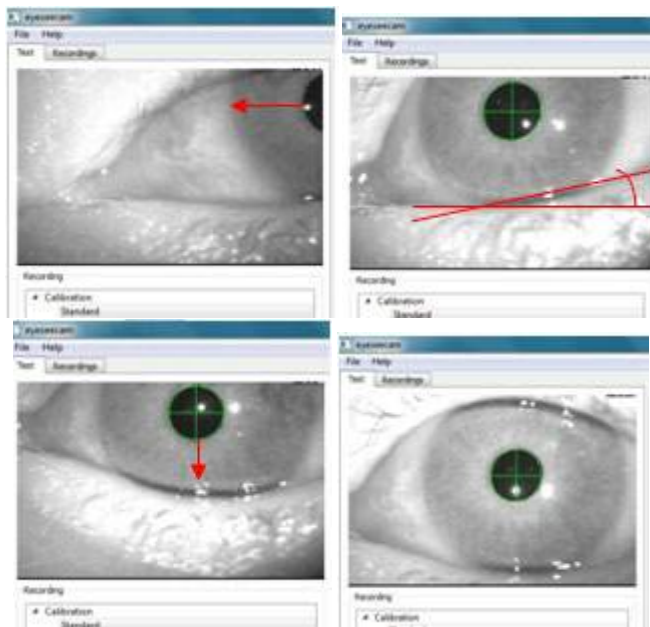 eyeseecam
File Help
Test Recordings
Recording
Calibration
Standard
eyeseecam
File Help
Test Recordings
Recording
Calibration
Standard
eyeseecam
File Help
Test Recordings
Recording
Calibration
Standard
eyeseecam
File Help
Test Recordings
Recording
Calibration